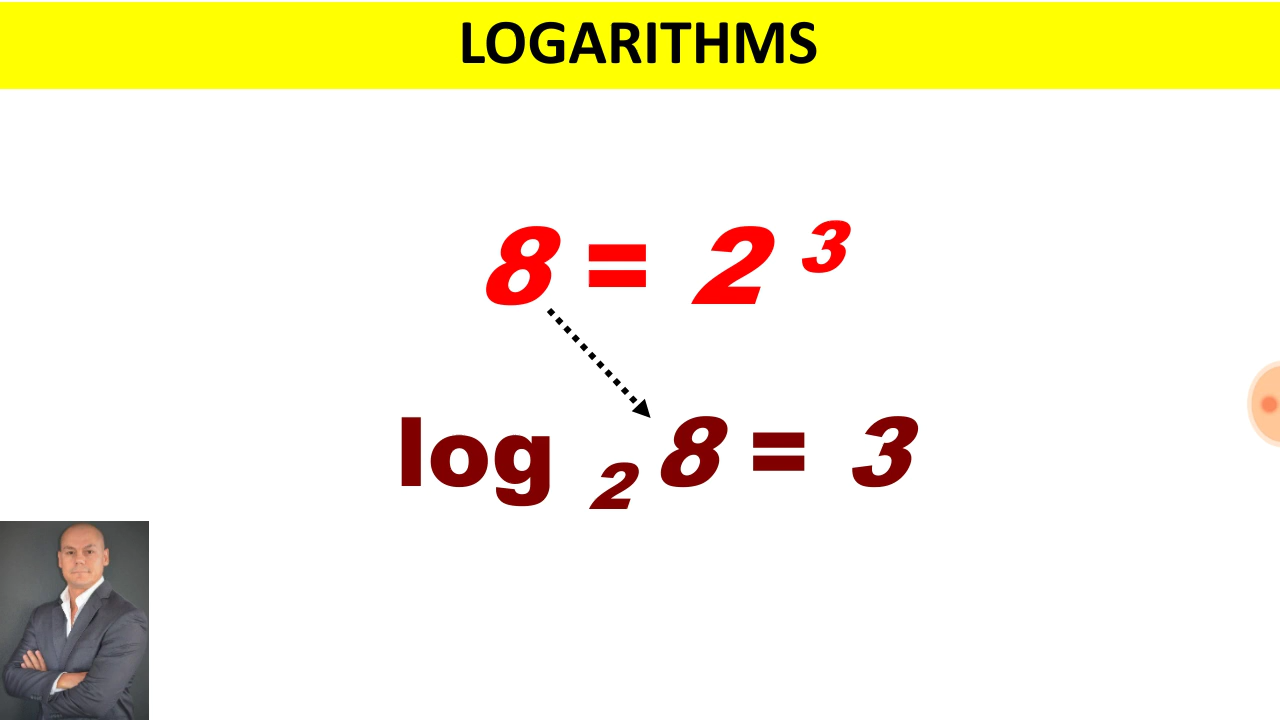 LOGARITHMS
8 = 2 ³
log ₂ 8 = 3